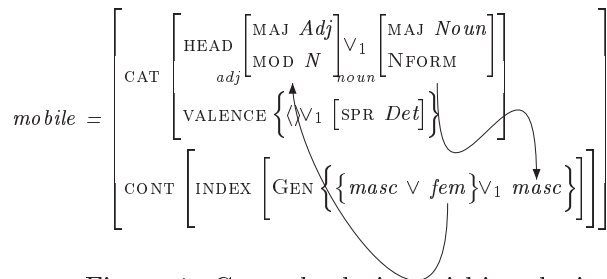 MAJ Adj MAJ Noun
HEAD ∨1
MOD N NFORM
adj noun
CAT
VALENCE {⟨⟩∨1 [SPR Det]}
mobile =
CONT [INDEX [GEN {{masc ∨ fem}∨1 masc}]]